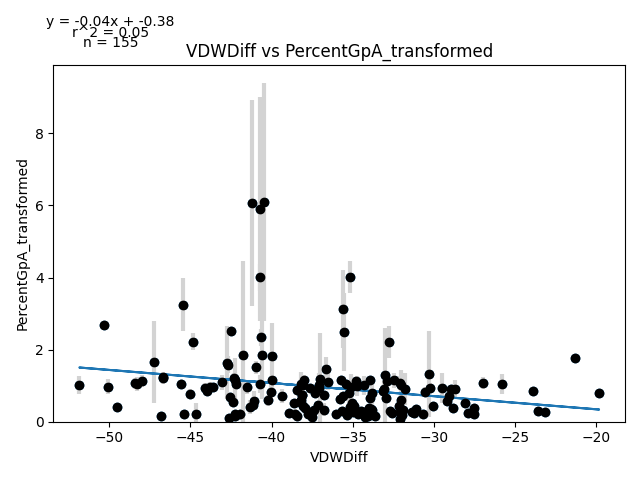 y = -0.04x + -0.38
r^2 = 0.05
n = 155
VDWDiff vs PercentGpA_transformed
PercentGpA_transformed
8
6
4
2
0
−50
−45
−40
−35
−30
−25
−20
VDWDiff